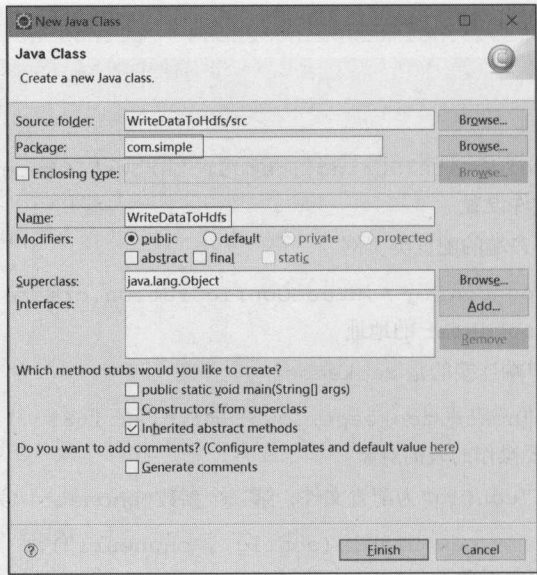 New Java Class
Java Class
Create a new Java class.
Source folder: WriteDataToHdfs/src Browse...
Package: com.simple Browse...
Enclosing type: Browse...
Name: WriteDataToHdfs
Modifiers: public default private protected
abstract final static
Superclass: java.lang.Object Browse...
Interfaces: Add...
Remove
Which method stubs would you like to create?
public static void main(String[] args)
Constructors from superclass
Inherited abstract methods
Do you want to add comments? (Configure templates and default value here)
Generate comments
Finish Cancel